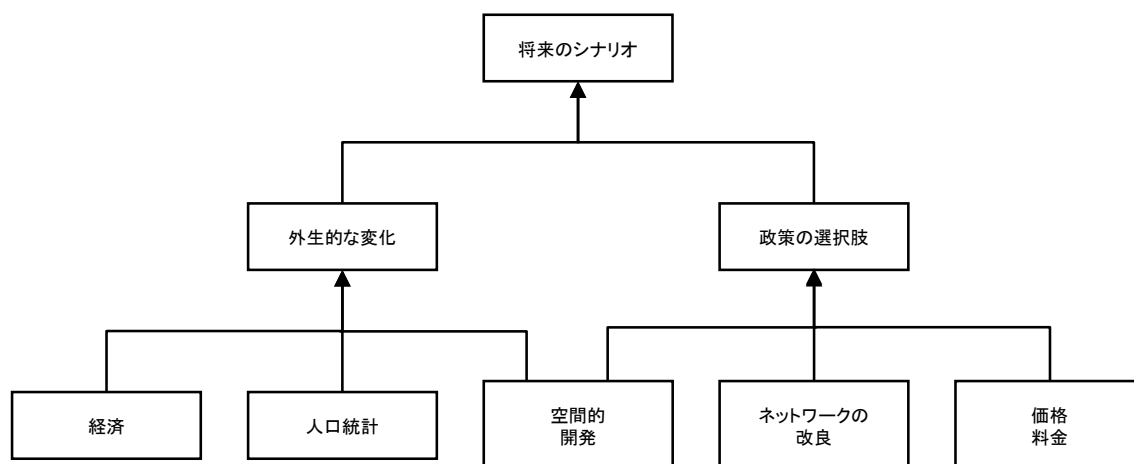 将来のシナリオ
外生的な変化
政策の選択肢
経済
人口統計
空間的
開発
ネットワークの
改良
価格
料金